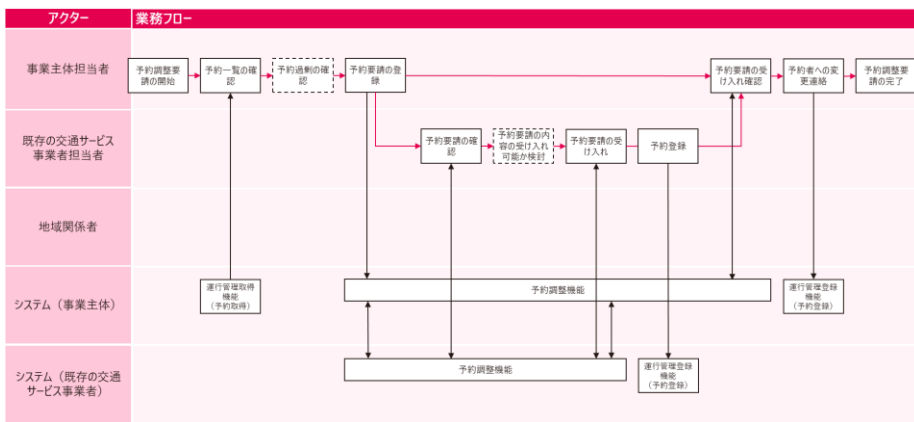 アクター
業務フロー
事業主体担当者
予約調整要
請の開始
予約一覧の確
認
予約過剰の確
認
予約要請の登
録
予約要請の受
け入れ確認
予約者への変
更連絡
予約調整要
請の完了
既存の交通サービス
事業者担当者
予約要請の確
認
予約要請の内
容の受け入れ
可能か検討
予約要請の受
け入れ
予約登録
地域関係者
システム（事業主体）
運行管理取得
機能
（予約取得）
予約調整機能
運行管理登録
機能
（予約登録）
システム（既存の交通
サービス事業者）
予約調整機能
運行管理登録
機能
（予約登録）